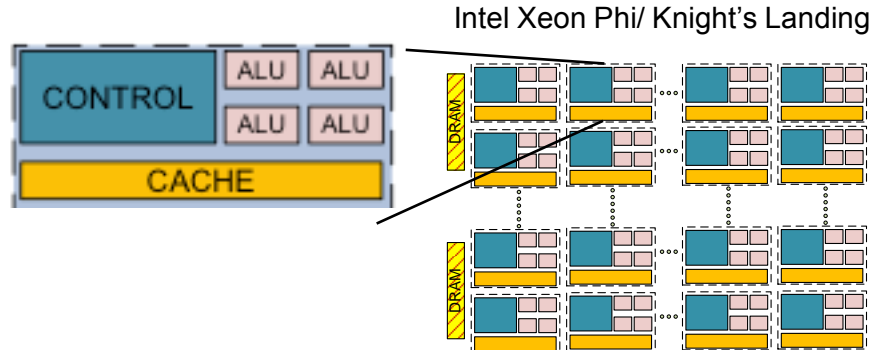 Intel Xeon Phi/ Knight's Landing
CONTROL
ALU ALU
ALU ALU
CACHE
DRAM
DRAM